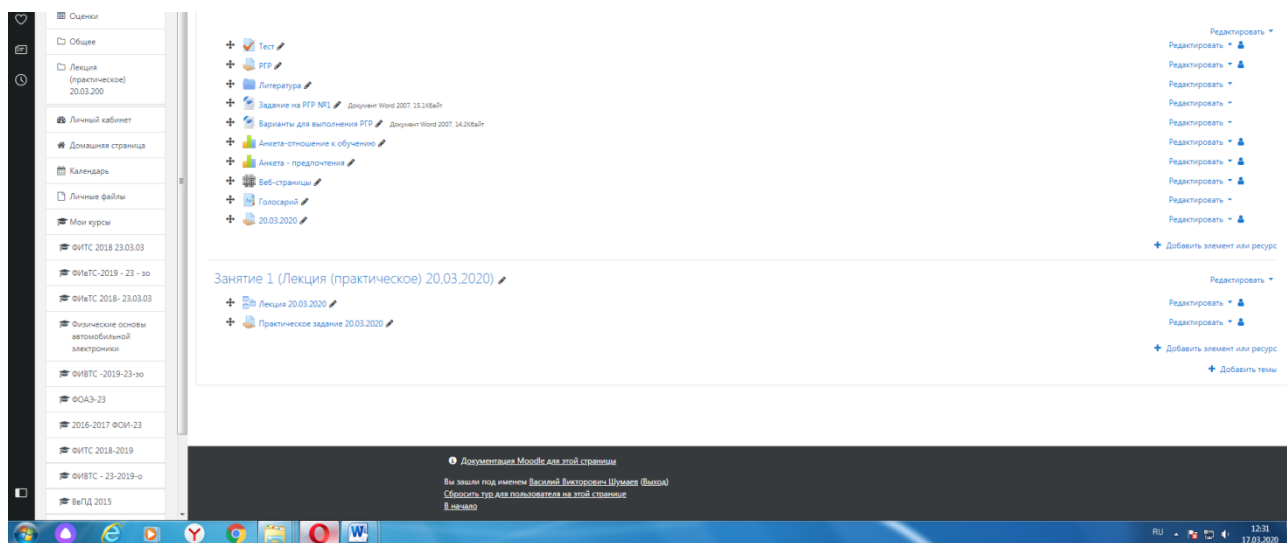 Оценки
Общее
Лекция
(практическое)
20.03.200
Личный кабинет
Домашняя страница
Календарь
Личные файлы
Мои курсы
ФИТС 2018 23.03.03
ФИвТС-2019 - 23 - зо
ФИвТС 2018- 23.03.03
Физические основы
автомобильной
электроники
ФИВТС -2019-23-зо
ФОАЭ-23
2016-2017 ФОИ-23
ФИТС 2018-2019
ФИВТС - 23-2019-о
ВвПД 2015
Редактировать
Тест Редактировать
РГР Редактировать
Литература Редактировать
Задание на РГР №1 Документ Word 2007, 15.1Кбайт Редактировать
Варианты для выполнения РГР Документ Word 2007, 14.2Кбайт Редактировать
Анкета-отношение к обучению Редактировать
Анкета - предпочтения Редактировать
Веб-страницы Редактировать
Голосарий Редактировать
20.03.2020 Редактировать
Добавить элемент или ресурс
Занятие 1 (Лекция (практическое) 20.03.2020) Редактировать
Лекция 20.03.2020 Редактировать
Практическое задание 20.03.2020 Редактировать
Добавить элемент или ресурс
Добавить темы
Документация Moodle для этой страницы
Вы зашли под именем Василий Викторович Шумаев (Выход)
Сбросить тур для пользователя на этой странице
В начало
RU
12:31
17.03.2020